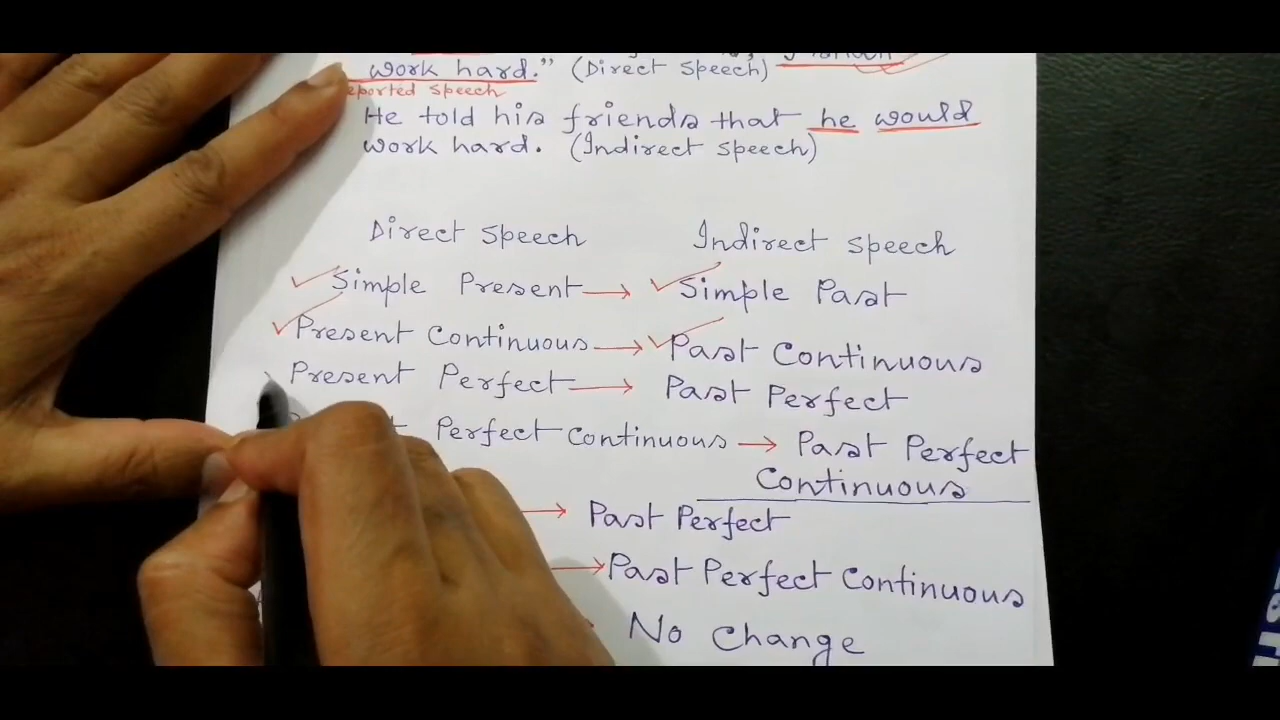 work hard." (Direct speech)
eported speech
He told his friends that he would
work hard. (Indirect speech)
Direct speech Indirect speech
Simple Present → Simple Past
Present Continuous → Past Continuous
Present Perfect → Past Perfect
Perfect Continuous → Past Perfect
Continuous
→ Past Perfect
→ Past Perfect Continuous
No change